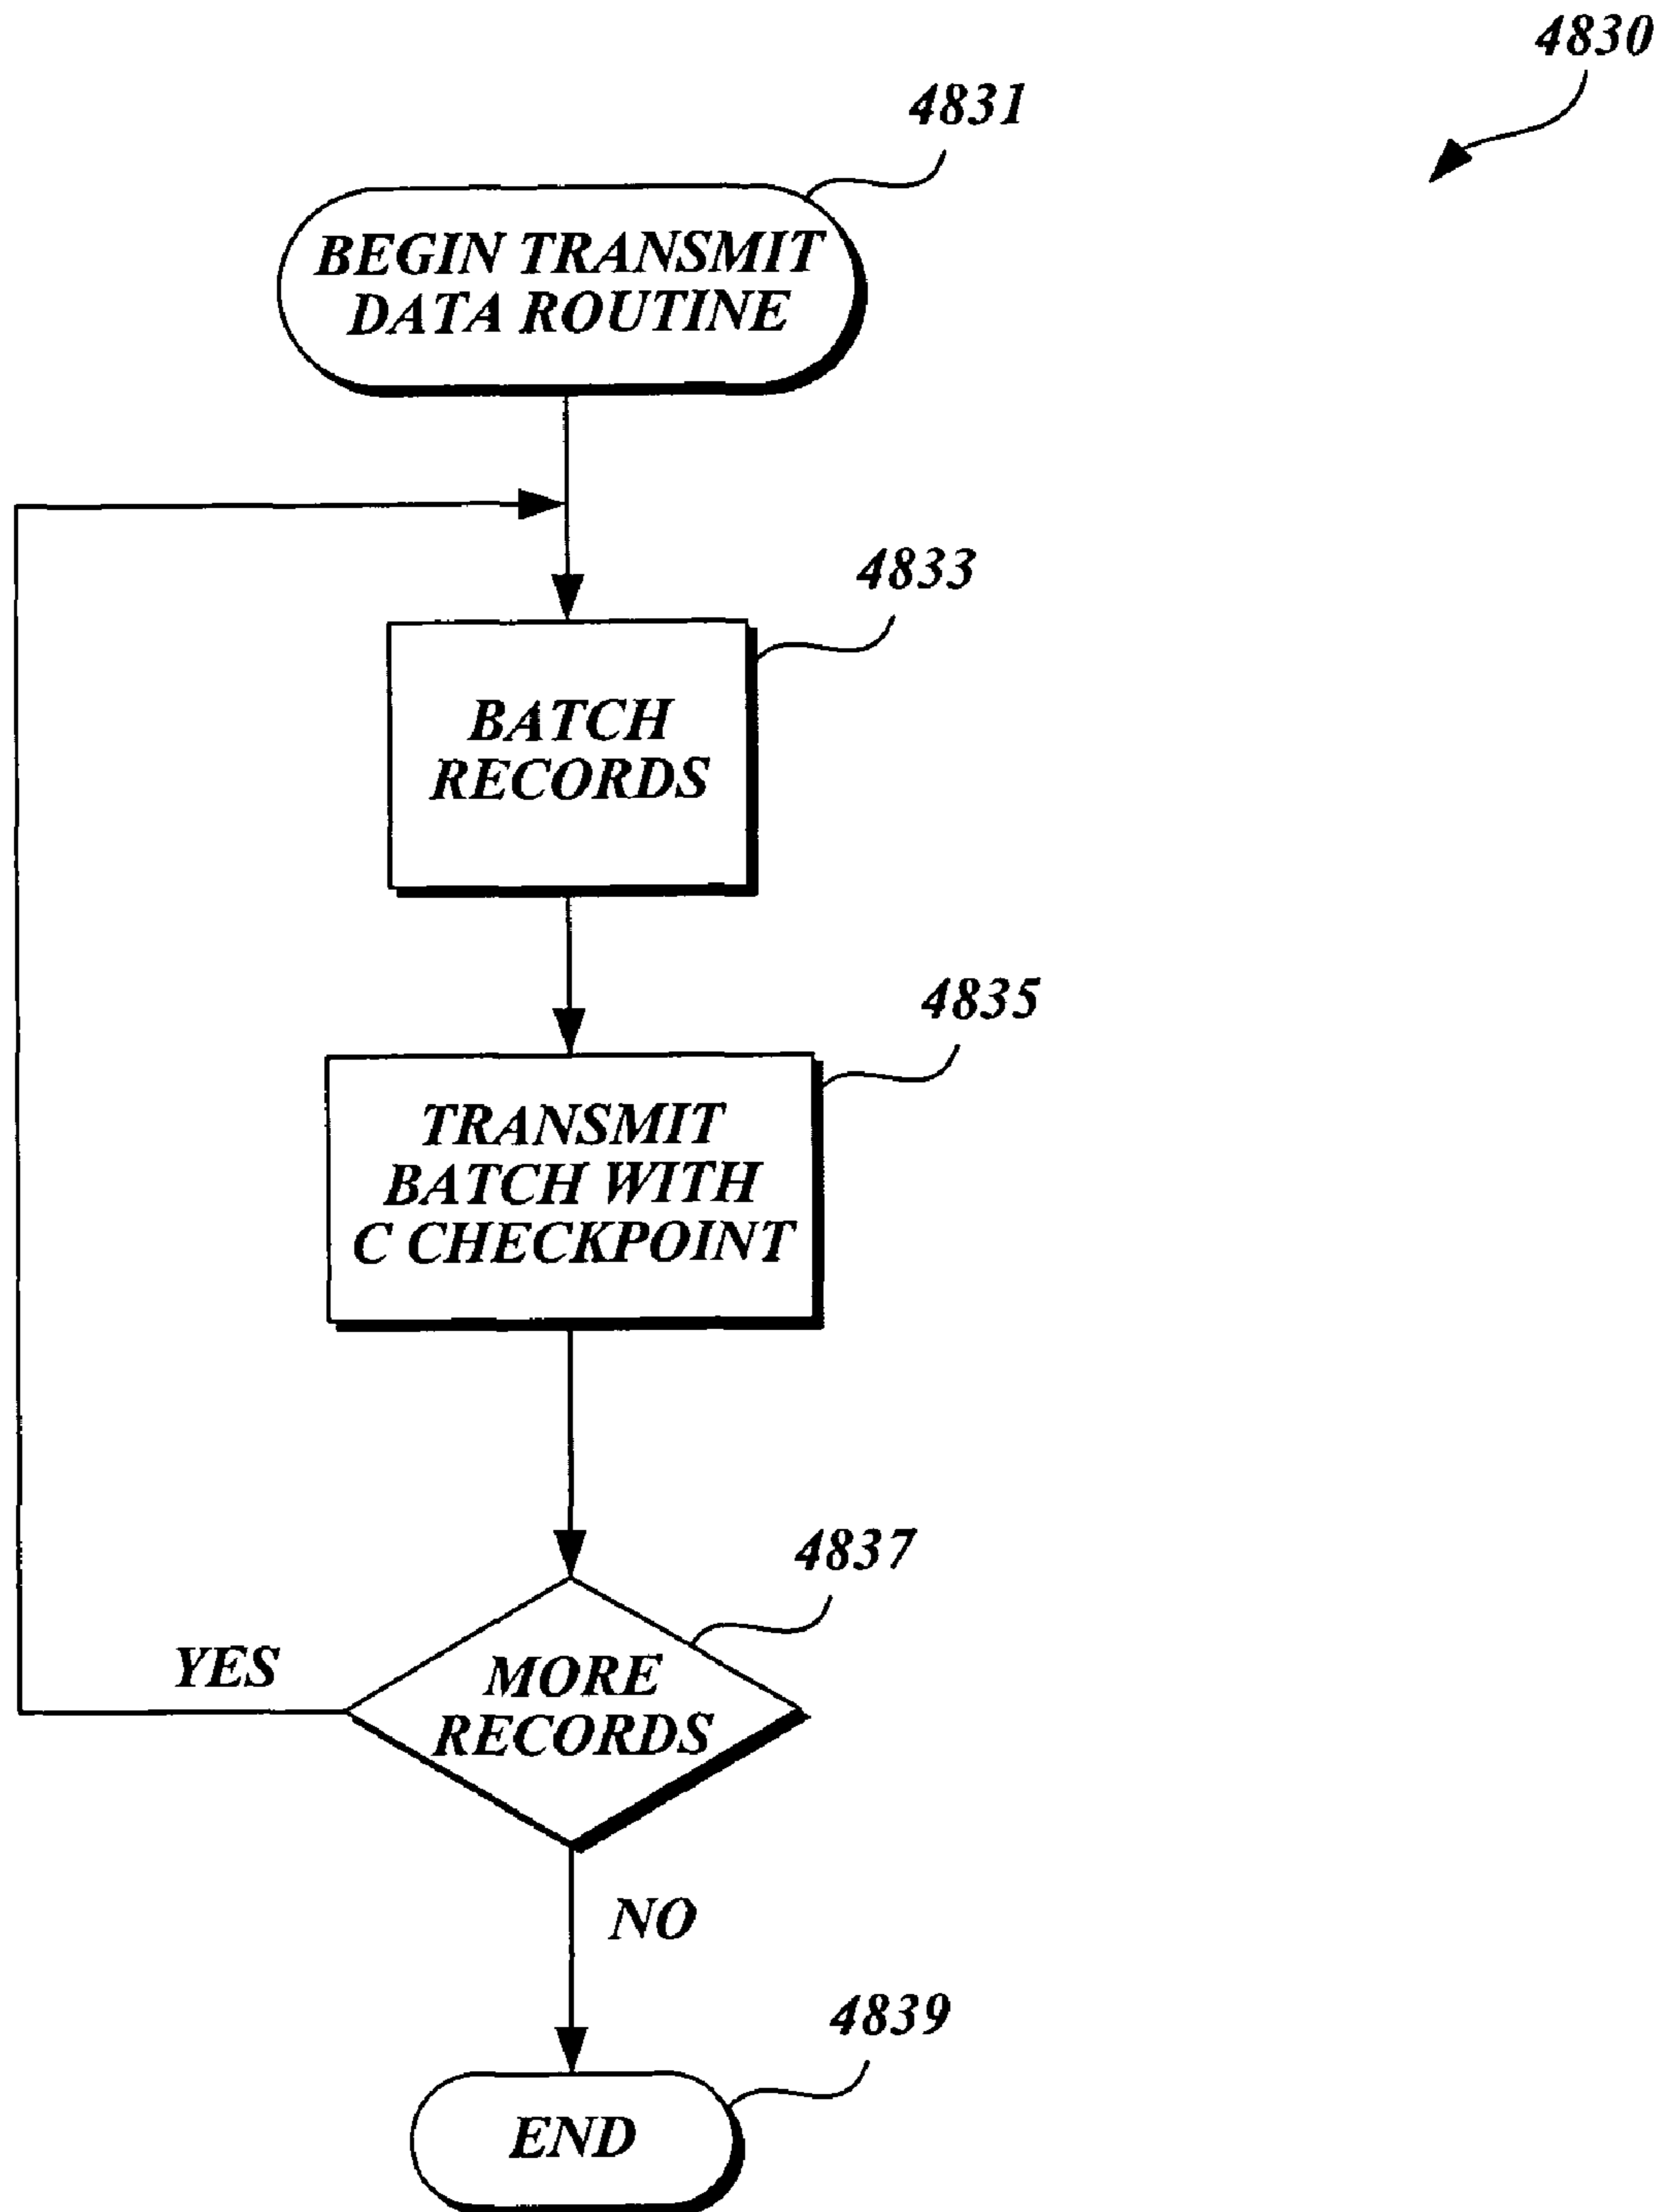 4830
4831
BEGIN TRANSMIT
DATA ROUTINE
4833
BATCH
RECORDS
4835
TRANSMIT
BATCH WITH
C CHECKPOINT
4837
YES
MORE
RECORDS
NO
4839
END